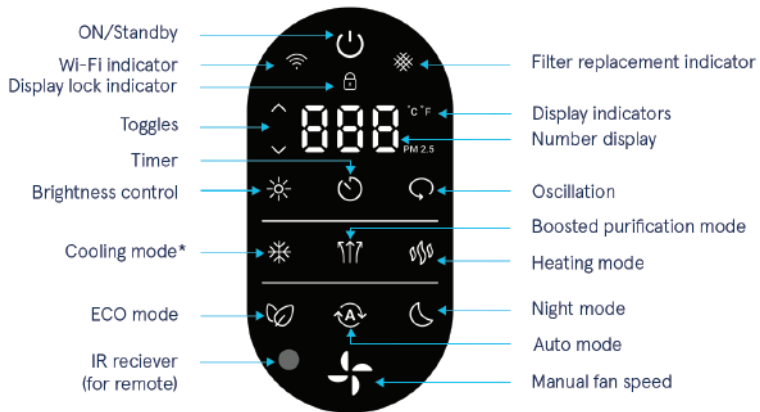 ON/Standby
Wi-Fi indicator
Filter replacement indicator
Display lock indicator
°C °F
Display indicators
Toggles
888
Number display
PM 2.5
Timer
Brightness control
Oscillation
Boosted purification mode
Cooling mode*
Heating mode
ECO mode
A
Night mode
Auto mode
IR reciever
(for remote)
Manual fan speed